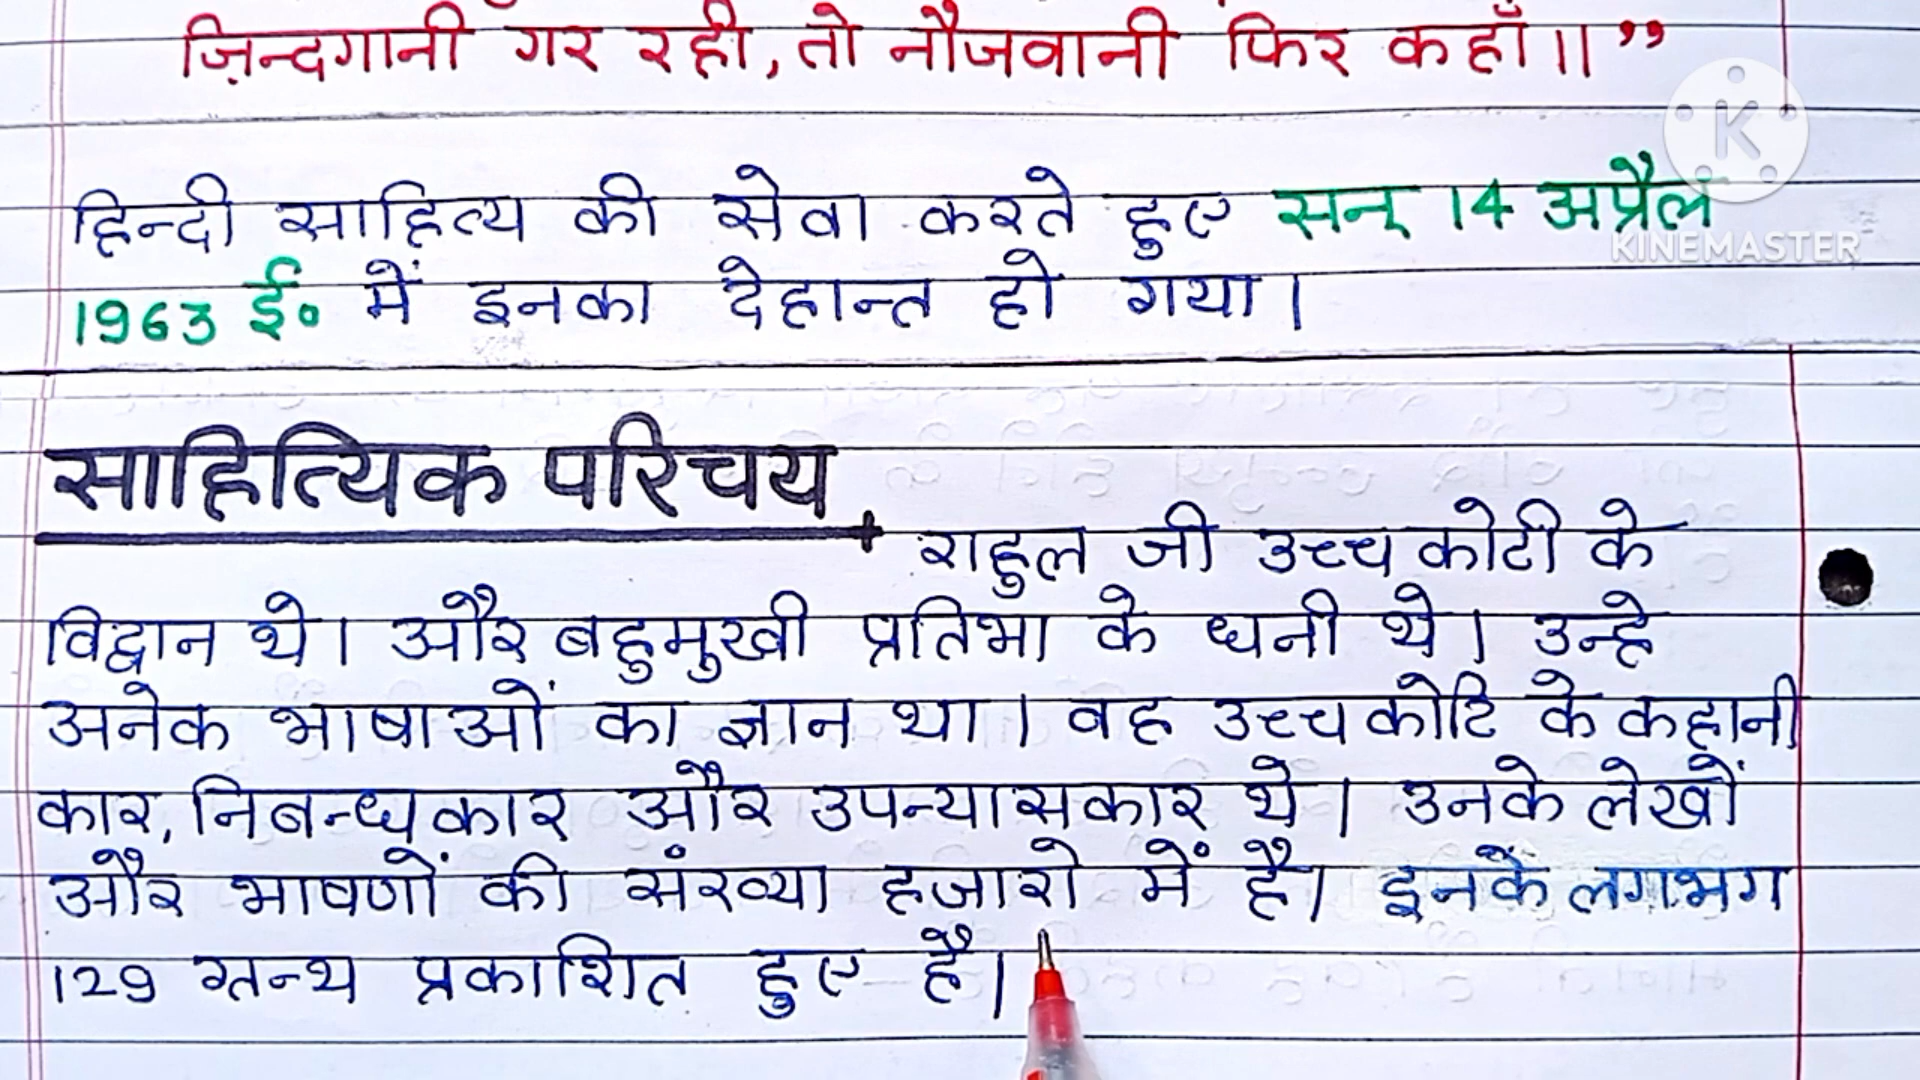 ज़िन्दगानी गर रही, तो नौजवानी फिर कहाँ।।”
हिन्दी साहित्य की सेवा करते हुए सन् 14 अप्रैल
1963 ई० में इनका देहान्त हो गया।
साहित्यिक परिचय
राहुल जी उच्च कोटी के
विद्वान थे। और बहुमुखी प्रतिभा के धनी थे। उन्हे
अनेक भाषाओं का ज्ञान था। वह उच्चकोटि के कहानी
कार, निबन्धकार और उपन्यासकार थे। उनके लेखों
और भाषणों की संख्या हजारो में है। इनके लगभग
129 ग्रन्थ प्रकाशित हुए है।
K
KINEMASTER